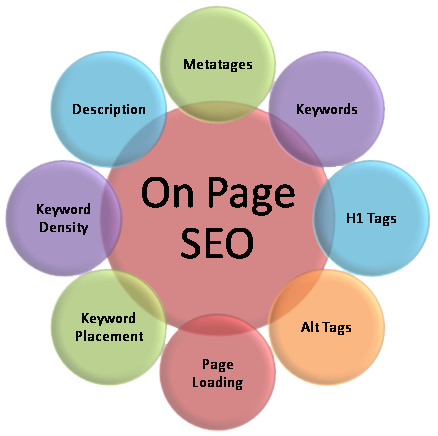 Metatages
Description
Keywords
On Page
SEO
Keyword
Density
H1 Tags
Keyword
Placement
Alt Tags
Page
Loading